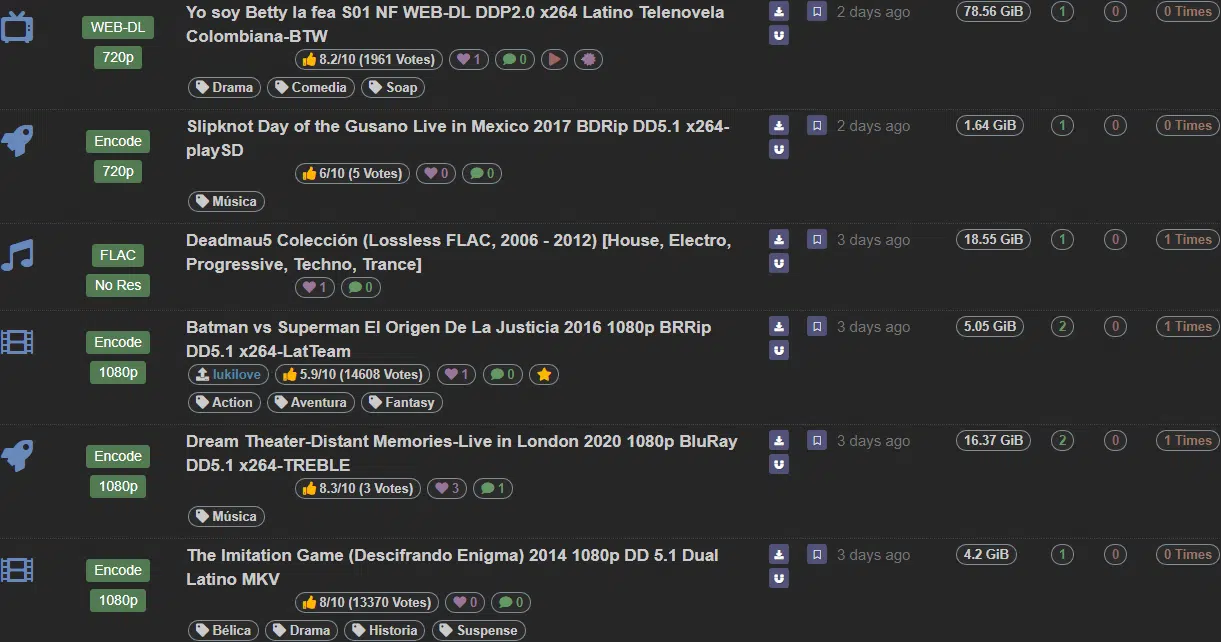 WEB-DL
720p
Yo soy Betty la fea S01 NF WEB-DL DDP2.0 x264 Latino Telenovela
Colombiana-BTW
8.2/10 (1961 Votes) 1 0
Drama Comedia Soap
2 days ago 78.56 GiB 1 0 0 Times
Encode
720p
Slipknot Day of the Gusano Live in Mexico 2017 BDRip DD5.1 x264-
playSD
6/10 (5 Votes) 0 0
Música
2 days ago 1.64 GiB 1 0 0 Times
FLAC
No Res
Deadmau5 Colección (Lossless FLAC, 2006 - 2012) [House, Electro,
Progressive, Techno, Trance]
1 0
3 days ago 18.55 GiB 1 0 1 Times
Encode
1080p
Batman vs Superman El Origen De La Justicia 2016 1080p BRRip
DD5.1 x264-LatTeam
lukilove 5.9/10 (14608 Votes) 1 0
Action Aventura Fantasy
3 days ago 5.05 GiB 2 0 1 Times
Encode
1080p
Dream Theater-Distant Memories-Live in London 2020 1080p BluRay
DD5.1 x264-TREBLE
8.3/10 (3 Votes) 3 1
Música
3 days ago 16.37 GiB 2 0 1 Times
Encode
1080p
The Imitation Game (Descifrando Enigma) 2014 1080p DD 5.1 Dual
Latino MKV
8/10 (13370 Votes) 0 0
Bélica Drama Historia Suspense
3 days ago 4.2 GiB 1 0 0 Times